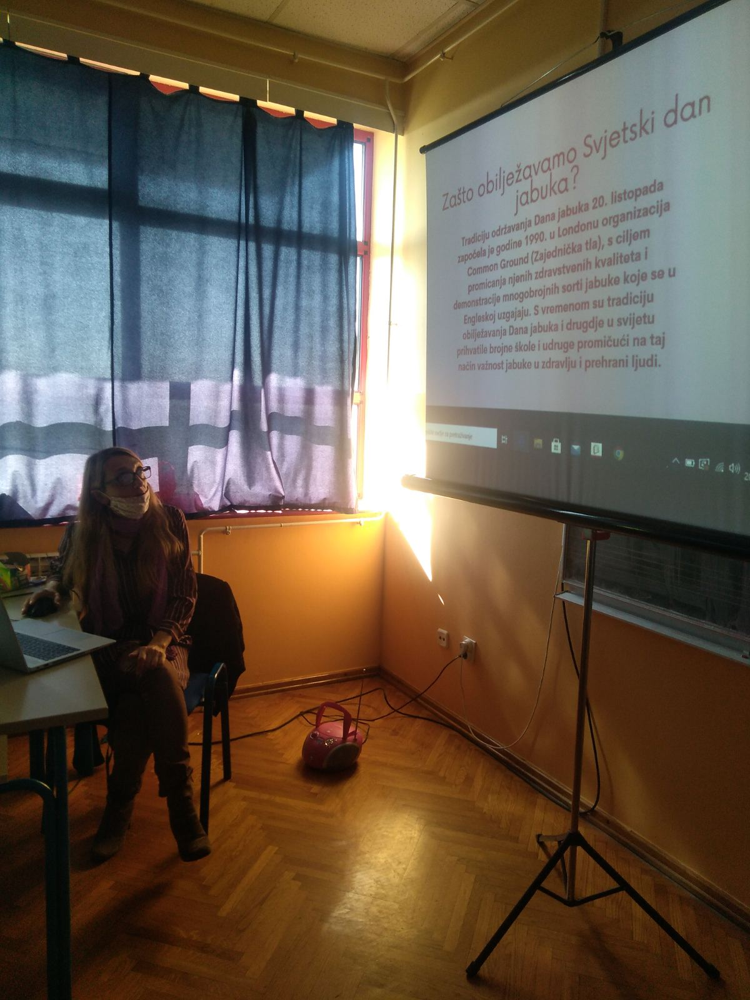 Zašto obilježavamo Svjetski dan
jabuka?
Tradiciju održavanja Dana jabuka 20. listopada
započela je godine 1990. u Londonu organizacija
Common Ground (Zajednička tla), s ciljem
promicanja njenih zdravstvenih kvaliteta i
demonstracije mnogobrojnih sorti jabuke koje se u
Engleskoj uzgajaju. S vremenom su tradiciju
obilježavanja Dana jabuka i drugdje u svijetu
prihvatile brojne škole i udruge promičući na taj
način važnost jabuke u zdravlju i prehrani ljudi.
ovdje za pretraživanje